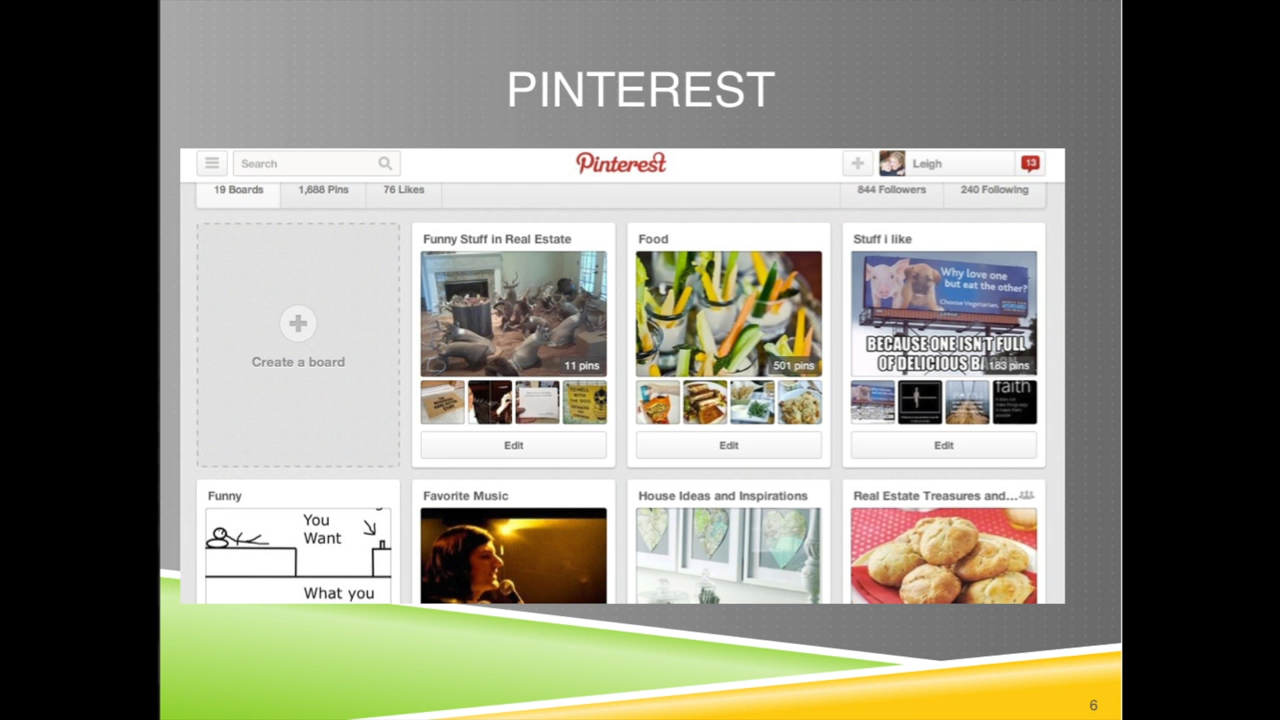 PINTEREST
Search
Pinterest
Leigh
13
19 Boards
1,688 Pins
76 Likes
844 Followers
240 Following
Create a board
Funny Stuff in Real Estate
11 pins
Edit
Food
501 pins
Edit
Stuff i like
Why love one
but eat the other?
Choose Vegetarian.
BECAUSE ONE ISN'T FULL
OF DELICIOUS
183 pins
faith
Edit
Funny
You
Want
What you
Favorite Music
House Ideas and Inspirations
Real Estate Treasures and...
6